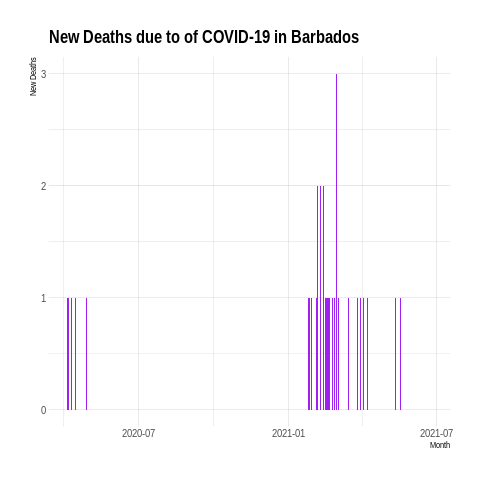 New Deaths due to of COVID-19 in Barbados
New Deaths
3
2
1
0
2020-07
2021-01
2021-07
Month